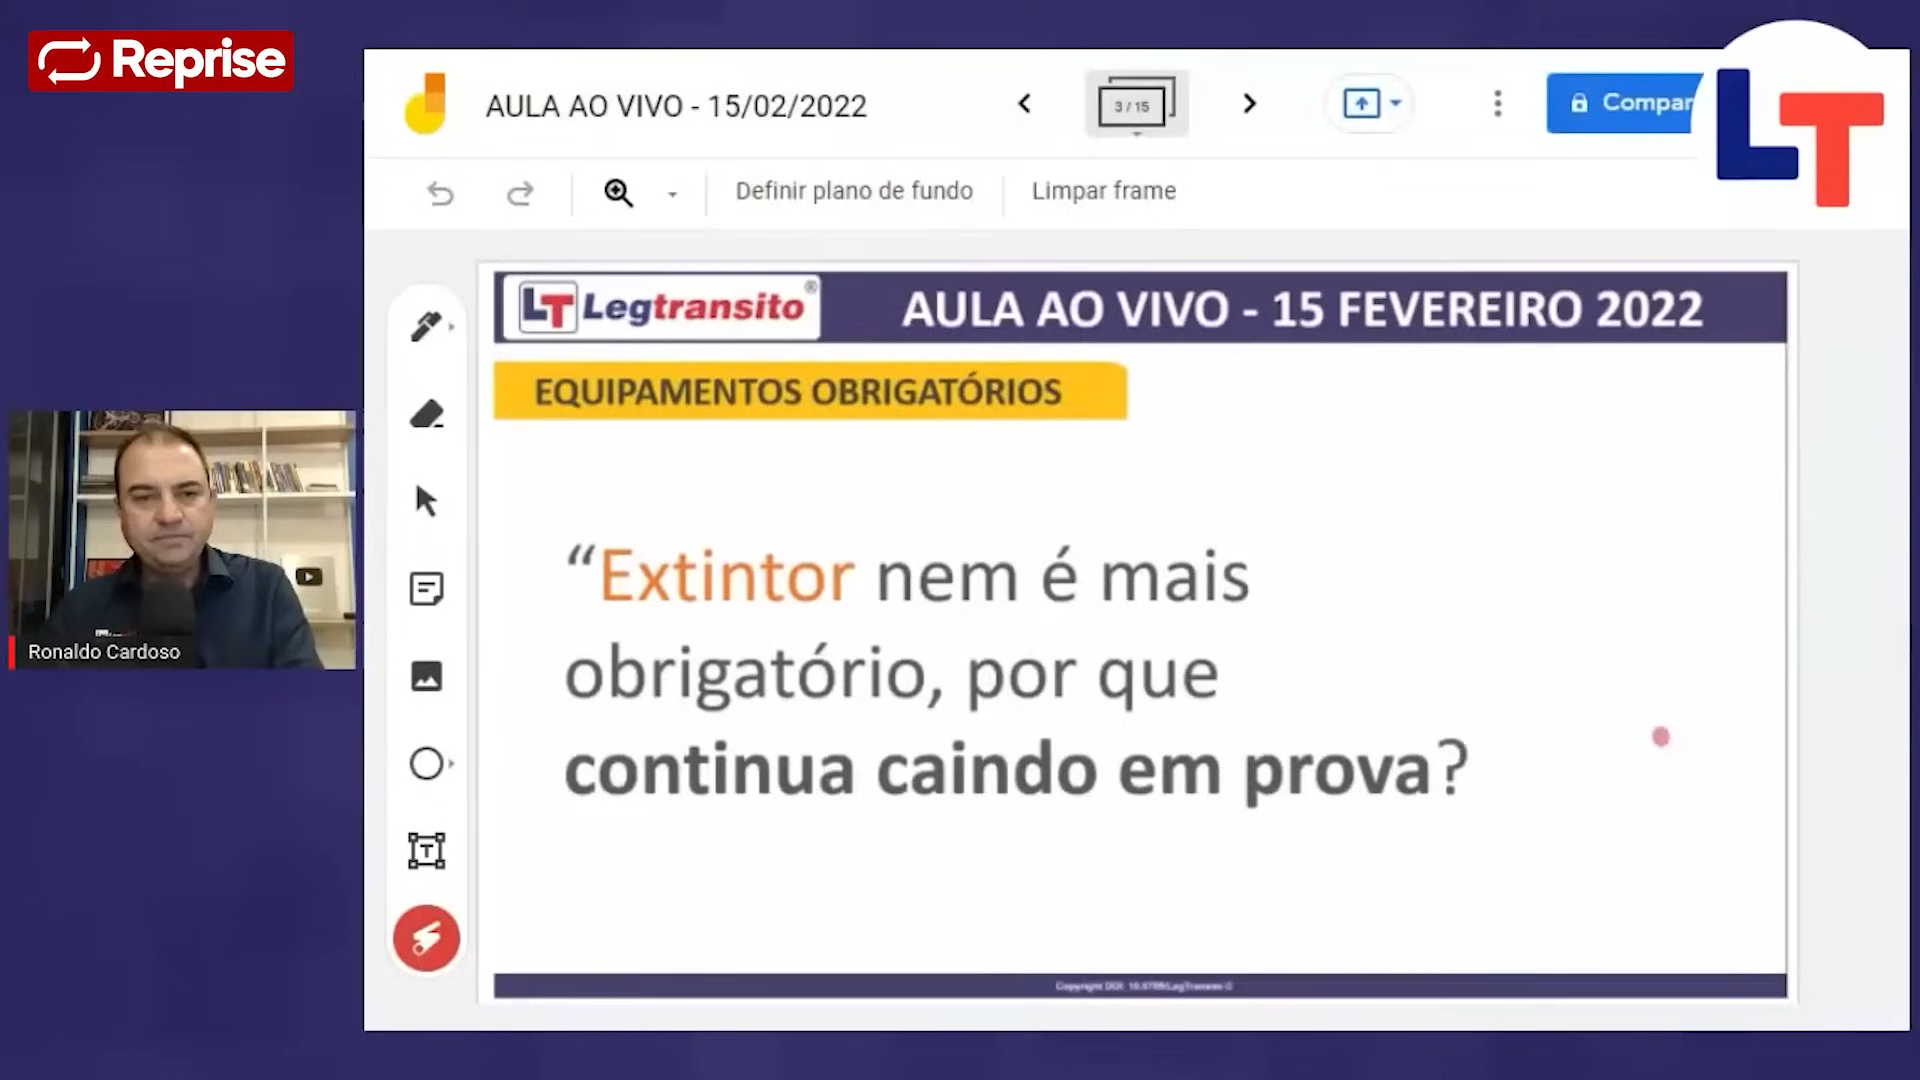 Reprise
AULA AO VIVO - 15/02/2022
3 / 15
Compar
LT
Definir plano de fundo
Limpar frame
LT Legtransito®
AULA AO VIVO - 15 FEVEREIRO 2022
EQUIPAMENTOS OBRIGATÓRIOS
“Extintor nem é mais
obrigatório, por que
continua caindo em prova?
Ronaldo Cardoso